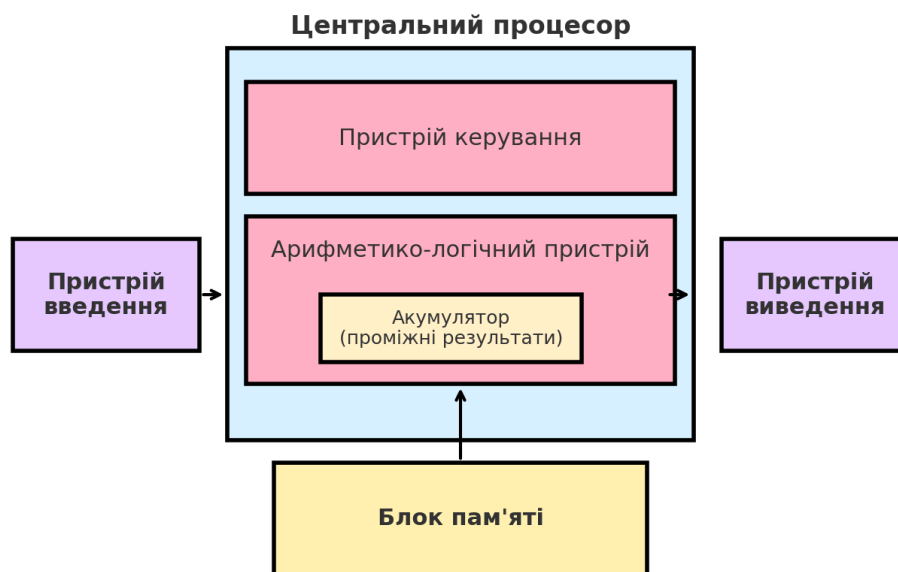 Центральний процесор
Пристрій керування
Арифметико-логічний пристрій
Акумулятор
(проміжні результати)
Пристрій
введення
Пристрій
виведення
Блок пам'яті